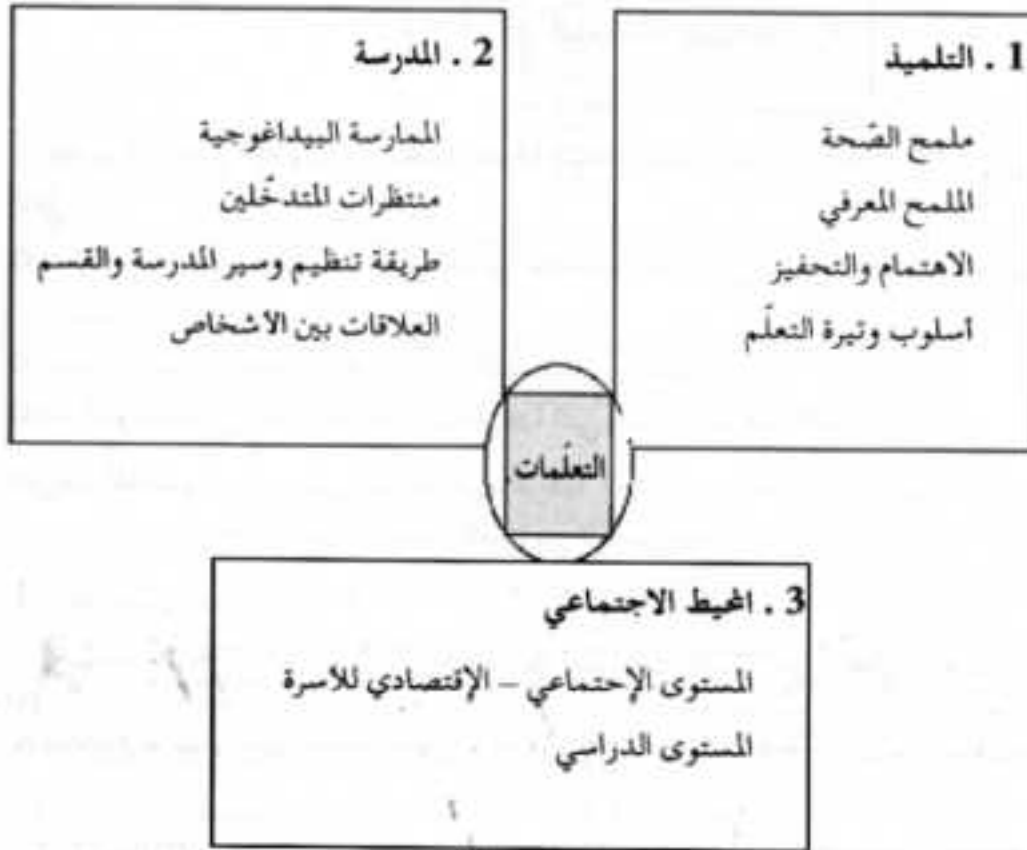 1 . التلميذ
ملمح الصّحة
الملمح المعرفي
الاهتمام والتحفيز
أسلوب وتيرة التعلّم
2 . المدرسة
الممارسة البيداغوجية
منتظرات المتدخّلين
طريقة تنظيم وسير المدرسة والقسم
العلاقات بين الأشخاص
التعلّمات
3 . المحيط الاجتماعي
المستوى الإجتماعي – الإقتصادي للأسرة
المستوى الدراسي